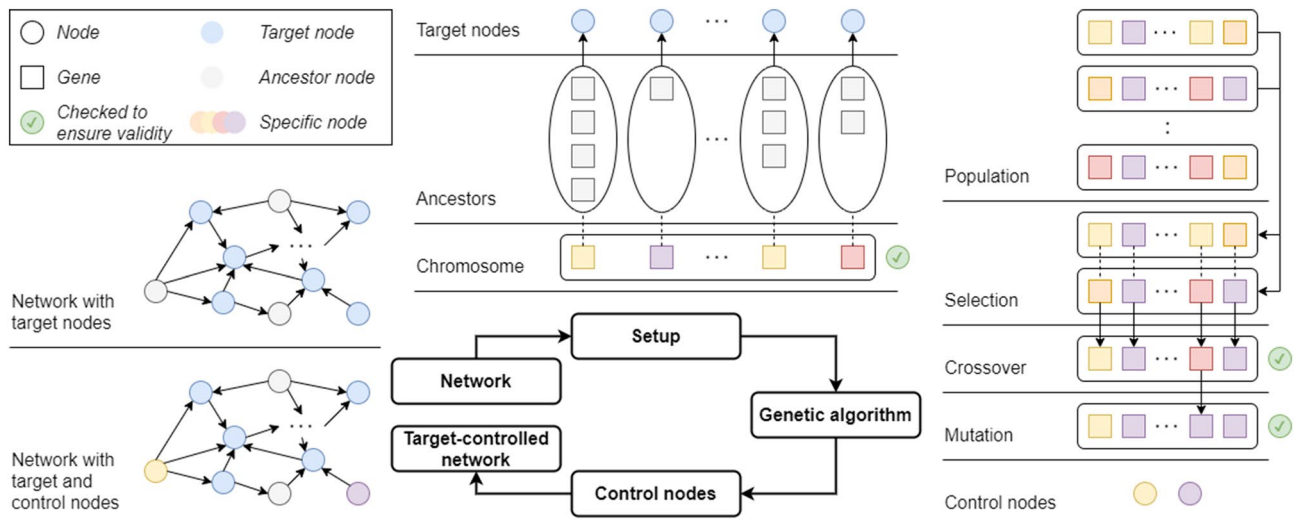 Node
Target node
Gene
Ancestor node
Checked to
ensure validity
Specific node
Network with
target nodes
Network with
target and
control nodes
Target nodes
...
Ancestors
...
Chromosome
...
Network
Setup
Genetic algorithm
Control nodes
Target-controlled
network
...
...
:
...
Population
...
Selection
...
Crossover
...
Mutation
...
Control nodes